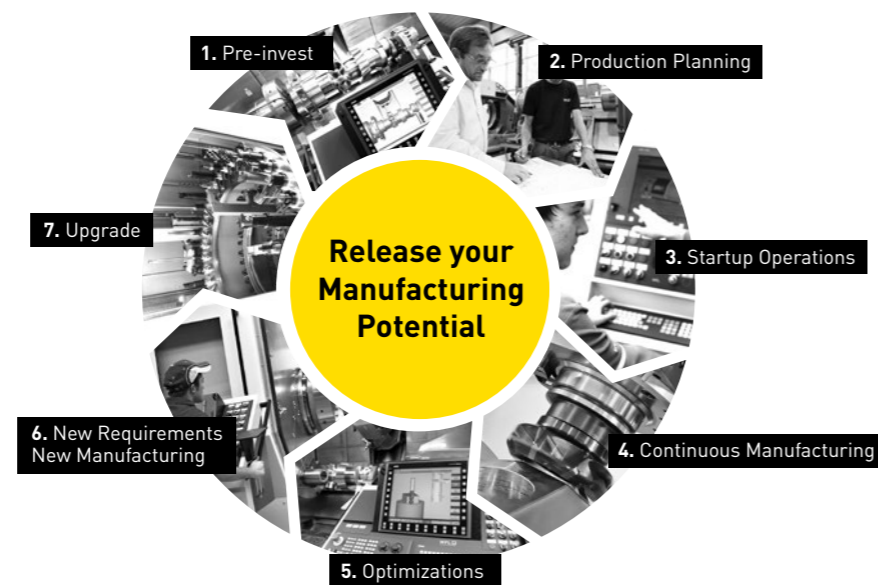 1. Pre-invest
2. Production Planning
3. Startup Operations
4. Continuous Manufacturing
5. Optimizations
6. New Requirements
New Manufacturing
7. Upgrade
Release your
Manufacturing
Potential